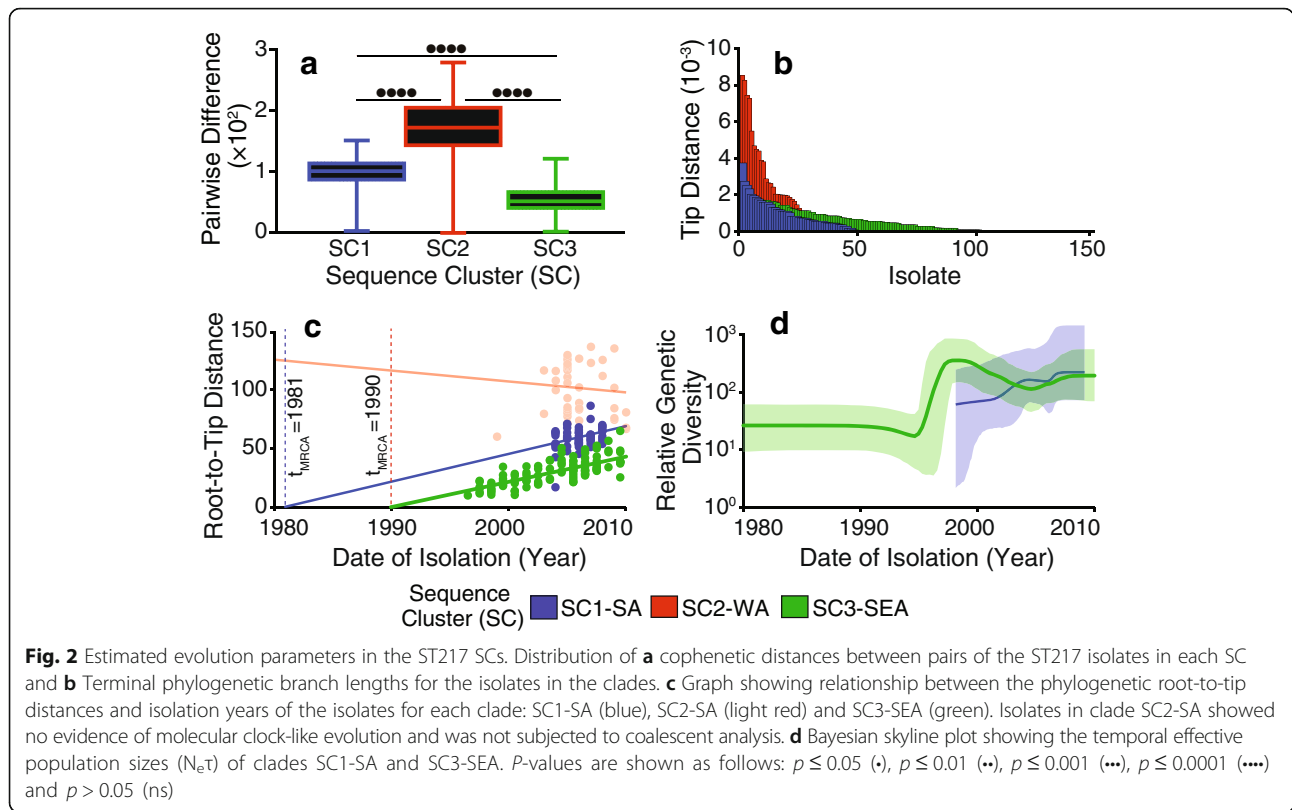 a
••••
•••• ••••
3
2
1
0
Pairwise Difference
(×10²)
SC1 SC2 SC3
Sequence Cluster (SC)
b
10
8
6
4
2
0
Tip Distance (10⁻³)
0 50 100 150
Isolate
c
150
100
50
0
Root-to-Tip Distance
t_MRCA = 1981
t_MRCA = 1990
1980 1990 2000 2010
Date of Isolation (Year)
d
10³
10²
10¹
10⁰
Relative Genetic
Diversity
1980 1990 2000 2010
Date of Isolation (Year)
Sequence
Cluster (SC)
SC1-SA SC2-WA SC3-SEA
Fig. 2 Estimated evolution parameters in the ST217 SCs. Distribution of a cophenetic distances between pairs of the ST217 isolates in each SC
and b Terminal phylogenetic branch lengths for the isolates in the clades. c Graph showing relationship between the phylogenetic root-to-tip
distances and isolation years of the isolates for each clade: SC1-SA (blue), SC2-SA (light red) and SC3-SEA (green). Isolates in clade SC2-SA showed
no evidence of molecular clock-like evolution and was not subjected to coalescent analysis. d Bayesian skyline plot showing the temporal effective
population sizes (Nₑτ) of clades SC1-SA and SC3-SEA. P-values are shown as follows: p ≤ 0.05 (•), p ≤ 0.01 (••), p ≤ 0.001 (•••), p ≤ 0.0001 (••••)
and p > 0.05 (ns)